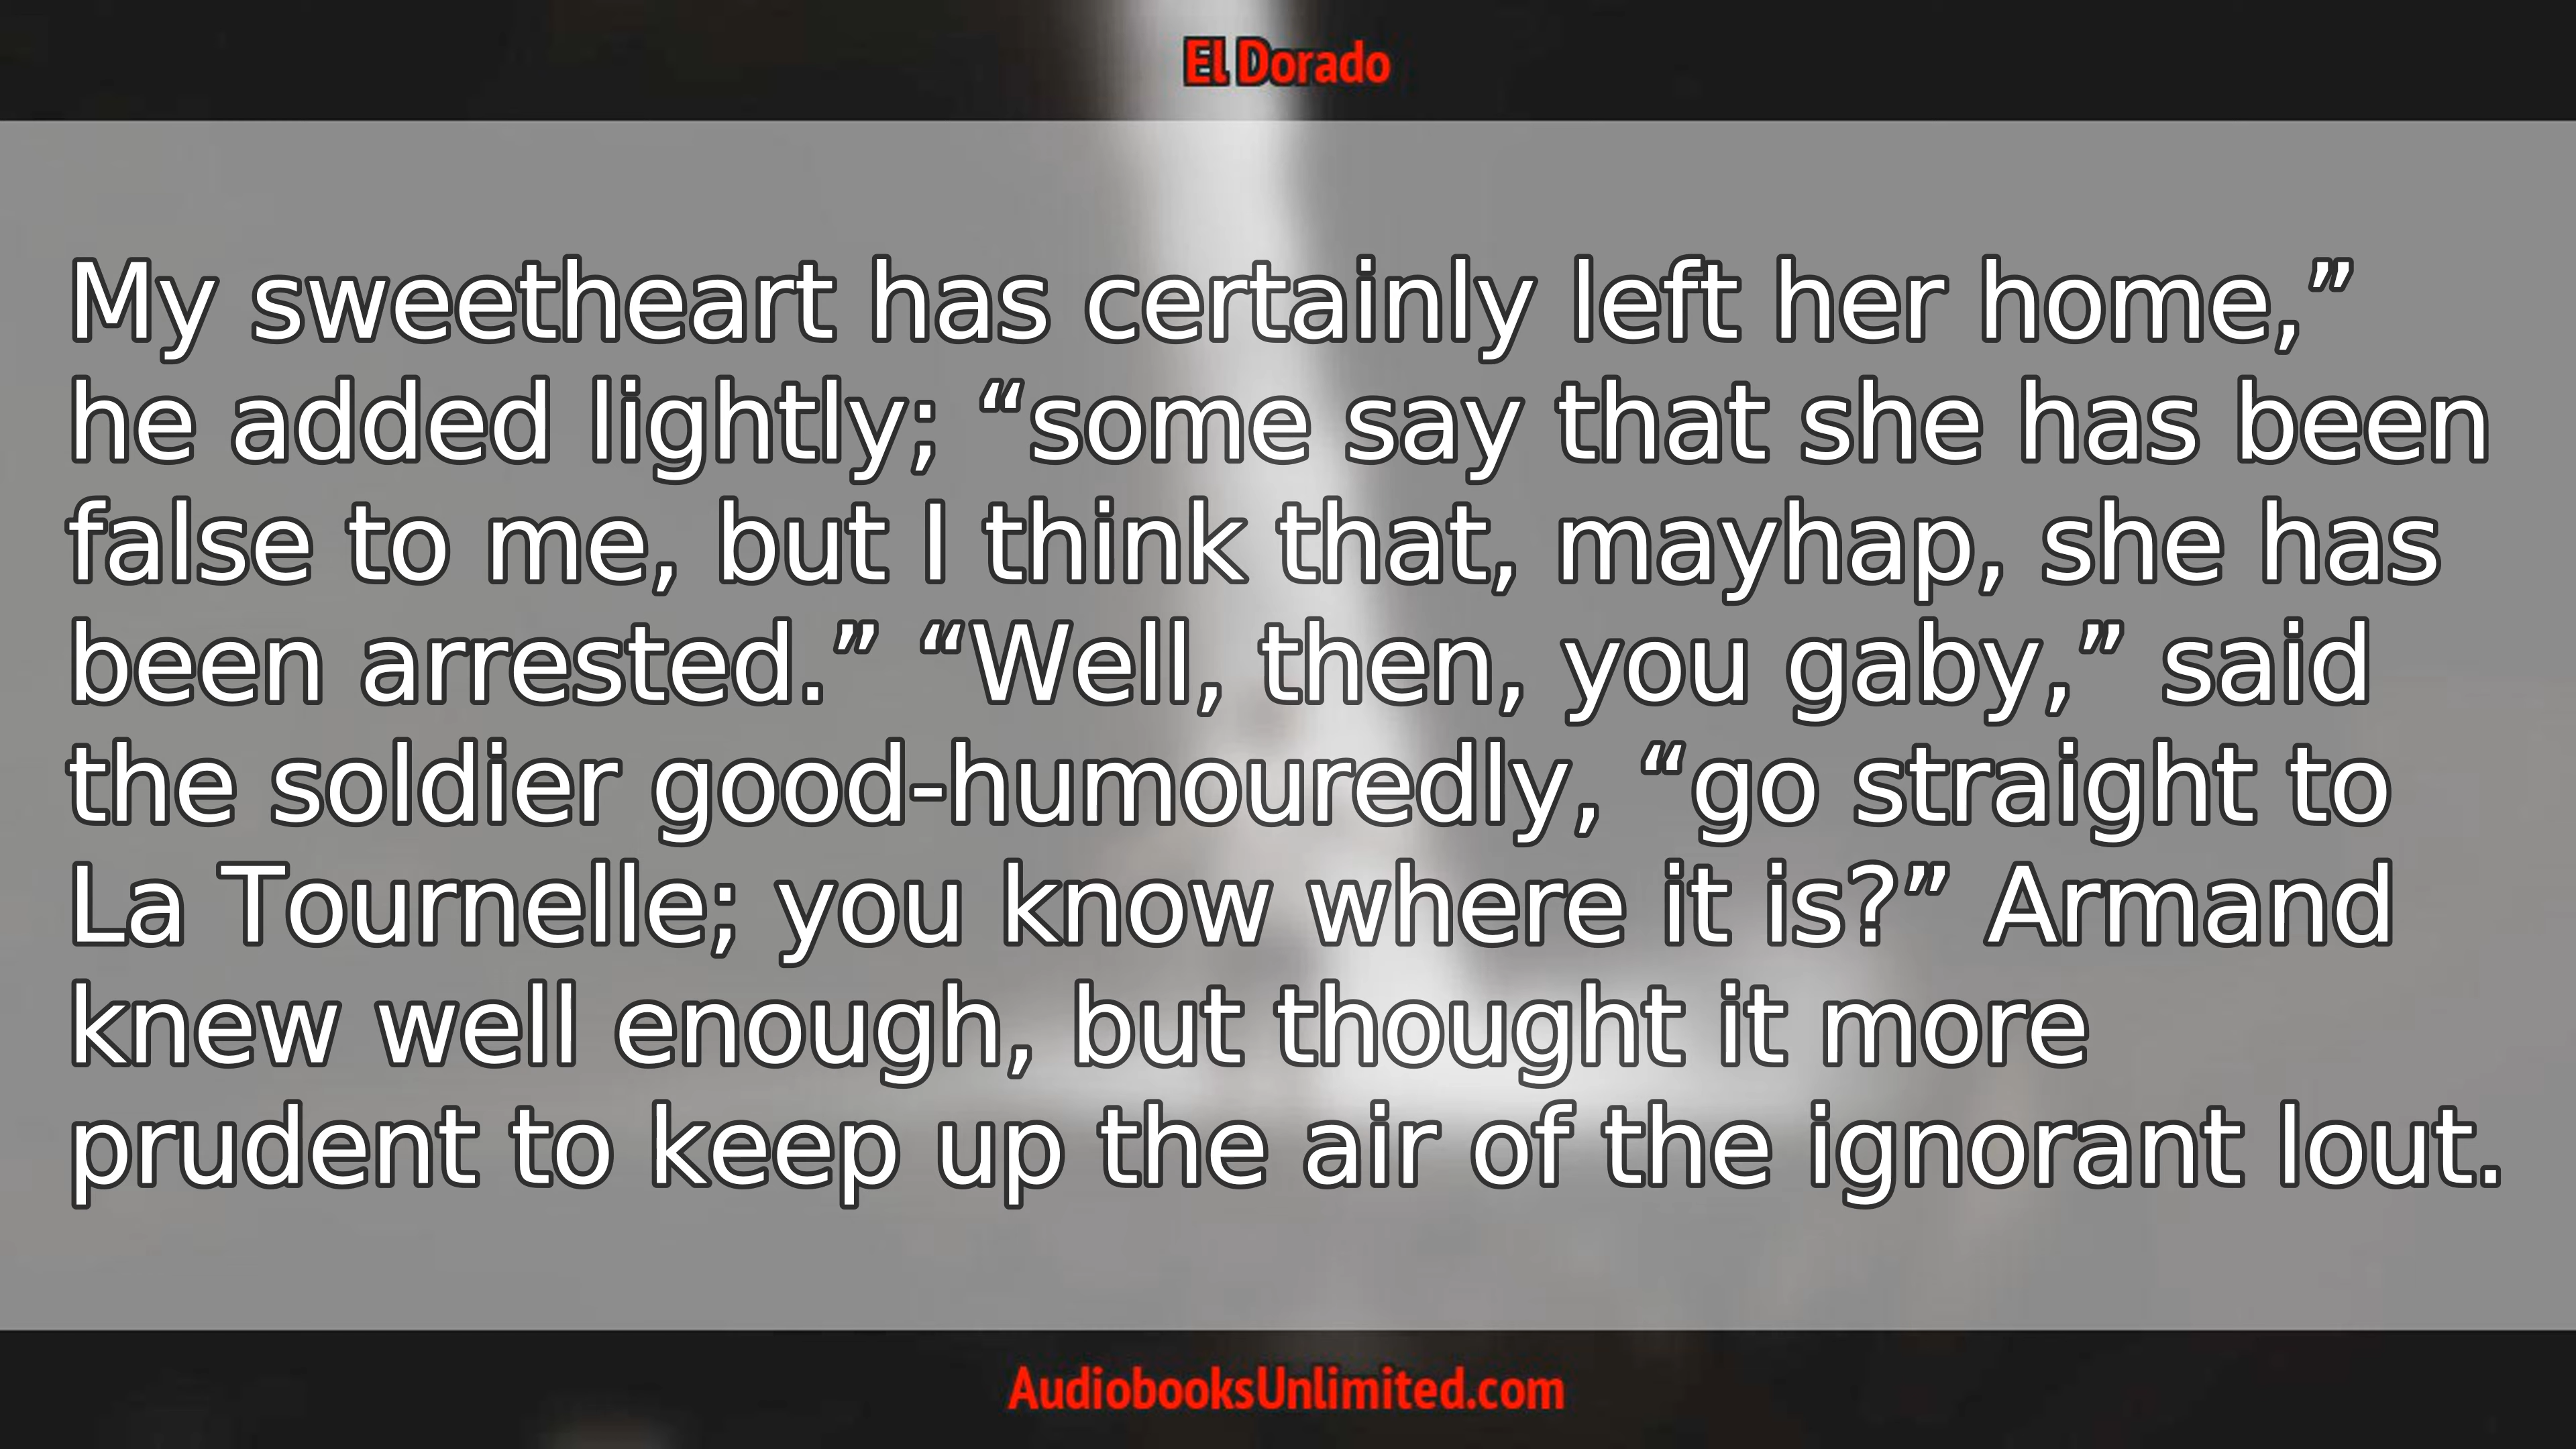 El Dorado
My sweetheart has certainly left her home,”
he added lightly; “some say that she has been
false to me, but I think that, mayhap, she has
been arrested.” “Well, then, you gaby,” said
the soldier good-humouredly, “go straight to
La Tournelle; you know where it is?” Armand
knew well enough, but thought it more
prudent to keep up the air of the ignorant lout.
AudiobooksUnlimited.com